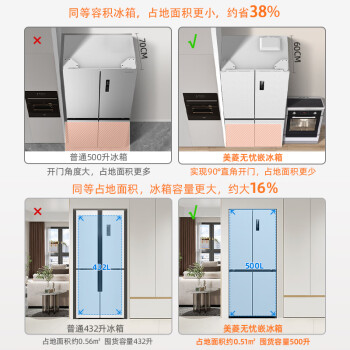 同等容积冰箱，占地面积更小，约省38%
70CM
60CM
普通500升冰箱
美菱无忧嵌冰箱
开门角度大，占地面积更多
实现90°直角开门，占地面积更少
同等占地面积，冰箱容量更大，约大16%
432L
500L
普通432升冰箱
美菱无忧嵌冰箱
占地面积约0.56m² 囤货容量432升
占地面积约0.51m² 囤货容量500升